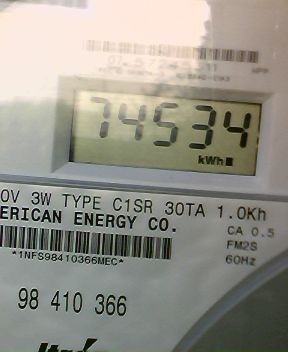 74534
kWh
0V 3W TYPE C1SR 30TA 1.0Kh
ERICAN ENERGY CO.
CA 0.5
FM2S
60Hz
*1NFS98410366MEC*
98 410 366